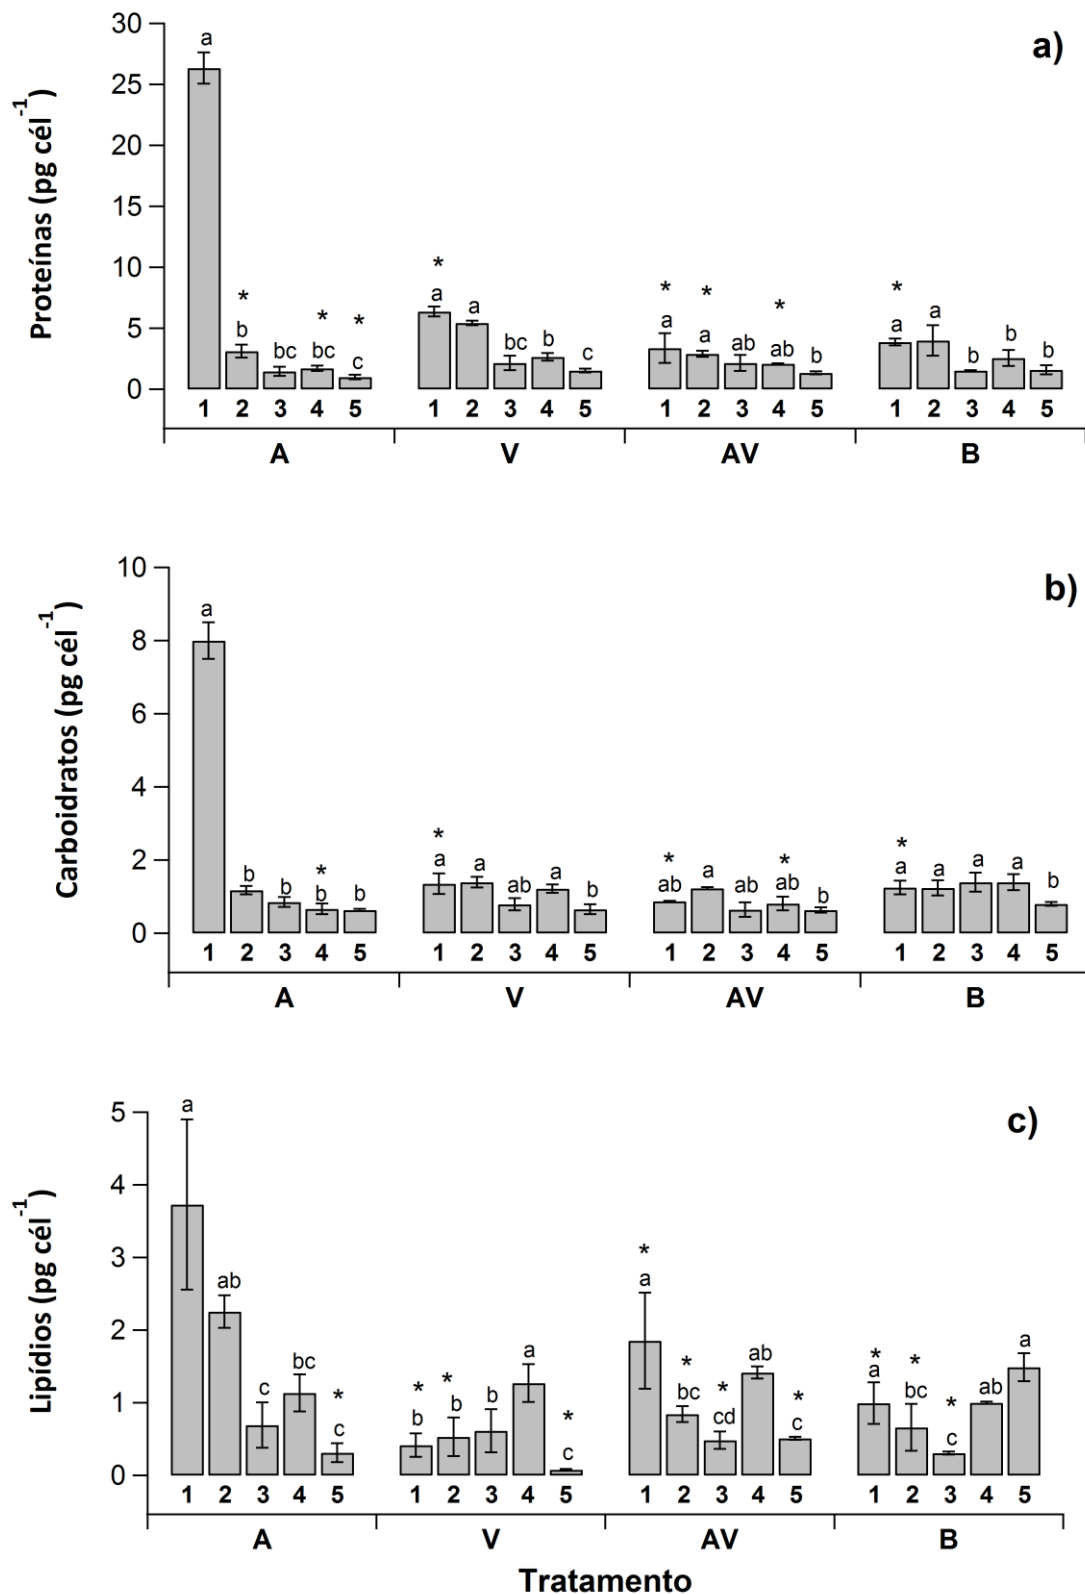 a)
Proteínas (pg cél⁻¹)
30
25
20
15
10
5
0
a
* * *
b bc bc c
*
a a bc b c
* * *
a a ab ab b
*
a a b b b
1 2 3 4 5 1 2 3 4 5 1 2 3 4 5 1 2 3 4 5
A V AV B
b)
Carboidratos (pg cél⁻¹)
10
8
6
4
2
0
a
*
b b b b
*
a a ab a b
* *
ab a ab ab b
*
a a a a b
1 2 3 4 5 1 2 3 4 5 1 2 3 4 5 1 2 3 4 5
A V AV B
c)
Lipídios (pg cél⁻¹)
5
4
3
2
1
0
a ab c bc
*
c
* * *
b b b a c
* * * *
a bc cd ab c
* * *
a bc c ab a
1 2 3 4 5 1 2 3 4 5 1 2 3 4 5 1 2 3 4 5
A V AV B
Tratamento